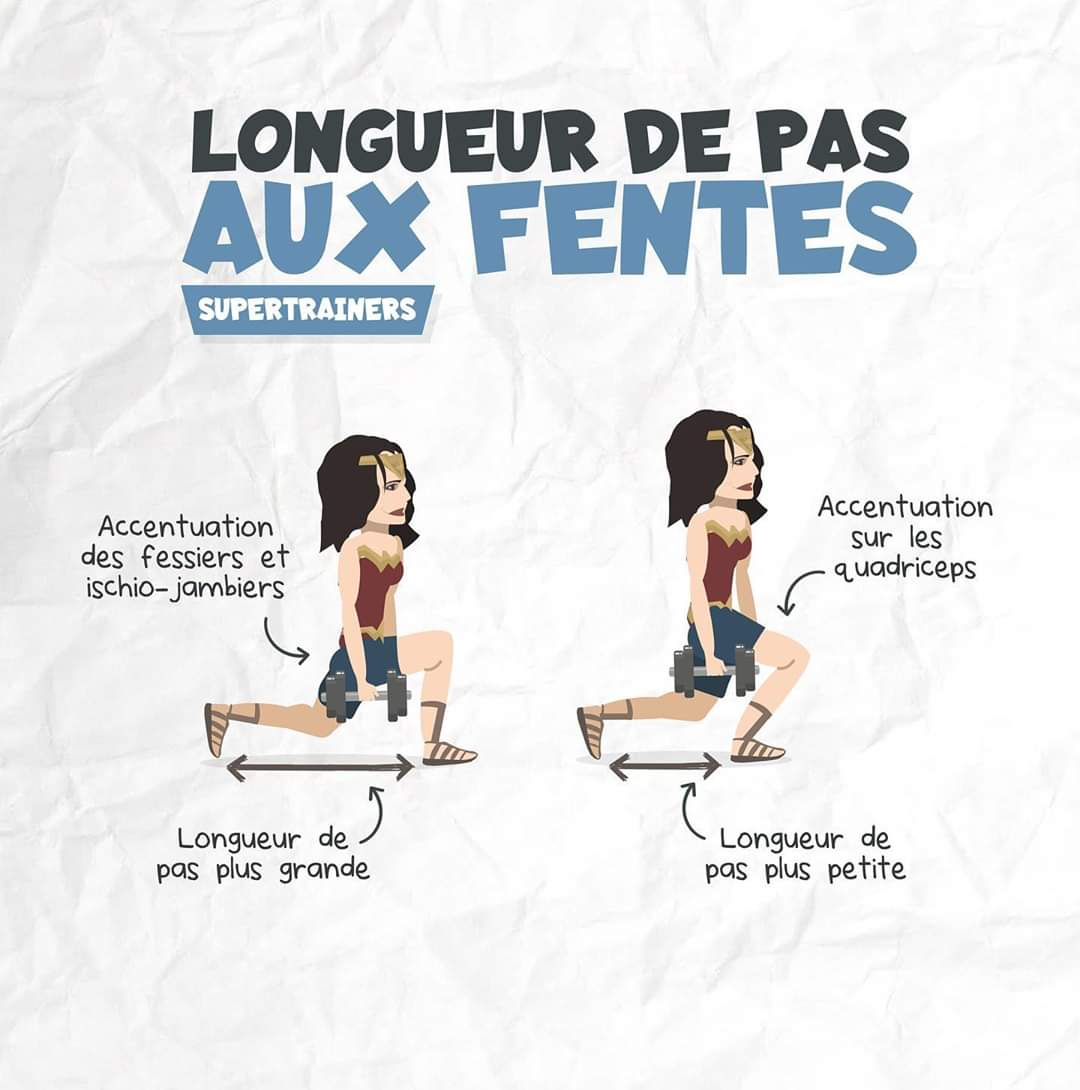 LONGUEUR DE PAS
AUX FENTES
SUPERTRAINERS
Accentuation
des fessiers et
ischio-jambiers
Accentuation
sur les
quadriceps
Longueur de
pas plus grande
Longueur de
pas plus petite